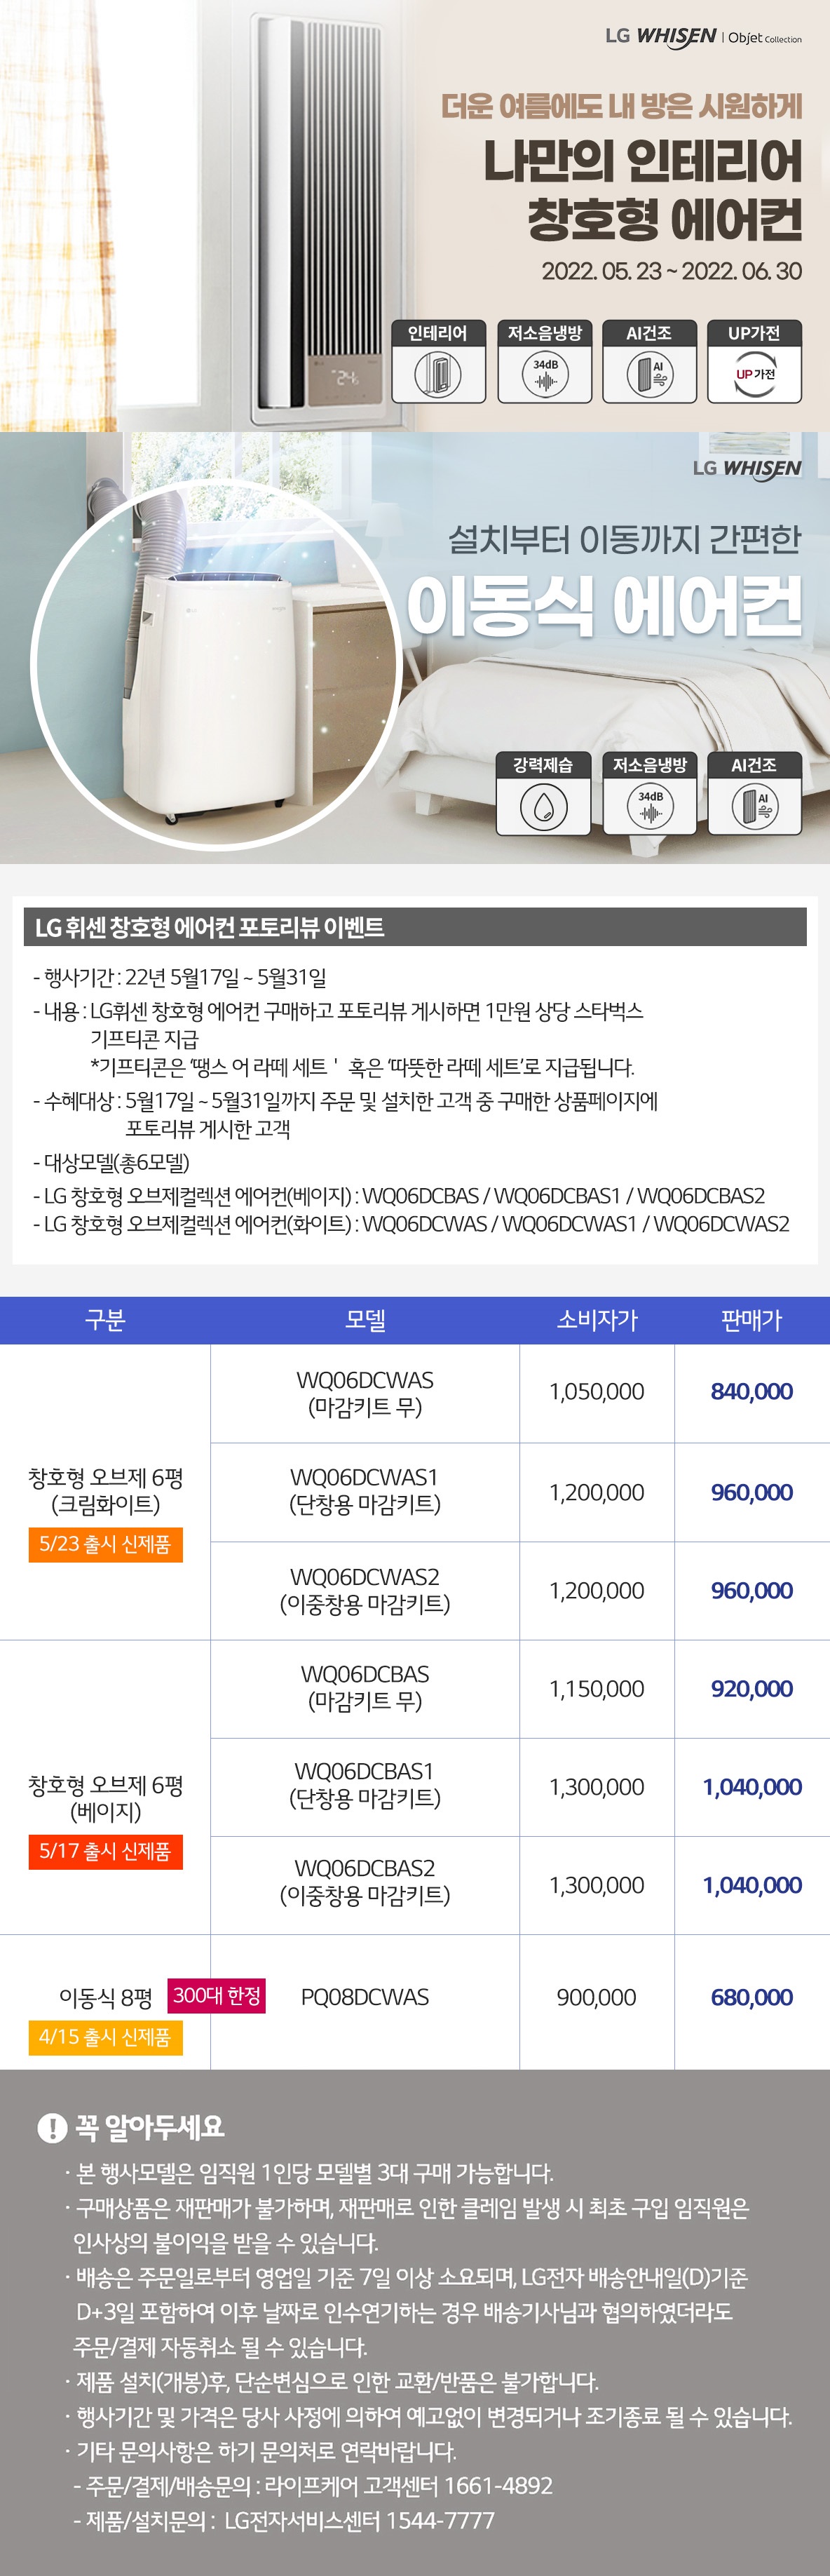 LG WHISEN | Objet Collection
더운 여름에도 내 방은 시원하게
나만의 인테리어
창호형 에어컨
2022. 05. 23 ~ 2022. 06. 30
인테리어 저소음냉방 AI건조 UP가전
34dB AI UP가전
24
LG WHISEN
설치부터 이동까지 간편한
이동식 에어컨
강력제습 저소음냉방 AI건조
34dB AI
LG 휘센 창호형 에어컨 포토리뷰 이벤트
- 행사기간 : 22년 5월17일 ~ 5월31일
- 내용 : LG휘센 창호형 에어컨 구매하고 포토리뷰 게시하면 1만원 상당 스타벅스
기프티콘 지급
*기프티콘은 ‘땡스 어 라떼 세트 ' 혹은 ‘따뜻한 라떼 세트’로 지급됩니다.
- 수혜대상 : 5월17일 ~ 5월31일까지 주문 및 설치한 고객 중 구매한 상품페이지에
포토리뷰 게시한 고객
- 대상모델(총6모델)
- LG 창호형 오브제컬렉션 에어컨(베이지) : WQ06DCBAS / WQ06DCBAS1 / WQ06DCBAS2
- LG 창호형 오브제컬렉션 에어컨(화이트) : WQ06DCWAS / WQ06DCWAS1 / WQ06DCWAS2
구분 모델 소비자가 판매가
창호형 오브제 6평
(크림화이트)
5/23 출시 신제품
WQ06DCWAS
(마감키트 무)
1,050,000 840,000
WQ06DCWAS1
(단창용 마감키트)
1,200,000 960,000
WQ06DCWAS2
(이중창용 마감키트)
1,200,000 960,000
창호형 오브제 6평
(베이지)
5/17 출시 신제품
WQ06DCBAS
(마감키트 무)
1,150,000 920,000
WQ06DCBAS1
(단창용 마감키트)
1,300,000 1,040,000
WQ06DCBAS2
(이중창용 마감키트)
1,300,000 1,040,000
이동식 8평 300대 한정 PQ08DCWAS 900,000 680,000
4/15 출시 신제품
! 꼭 알아두세요
· 본 행사모델은 임직원 1인당 모델별 3대 구매 가능합니다.
· 구매상품은 재판매가 불가하며, 재판매로 인한 클레임 발생 시 최초 구입 임직원은
인사상의 불이익을 받을 수 있습니다.
· 배송은 주문일로부터 영업일 기준 7일 이상 소요되며, LG전자 배송안내일(D)기준
D+3일 포함하여 이후 날짜로 인수연기하는 경우 배송기사님과 협의하였더라도
주문/결제 자동취소 될 수 있습니다.
· 제품 설치(개봉)후, 단순변심으로 인한 교환/반품은 불가합니다.
· 행사기간 및 가격은 당사 사정에 의하여 예고없이 변경되거나 조기종료 될 수 있습니다.
· 기타 문의사항은 하기 문의처로 연락바랍니다.
- 주문/결제/배송문의 : 라이프케어 고객센터 1661-4892
- 제품/설치문의 : LG전자서비스센터 1544-7777